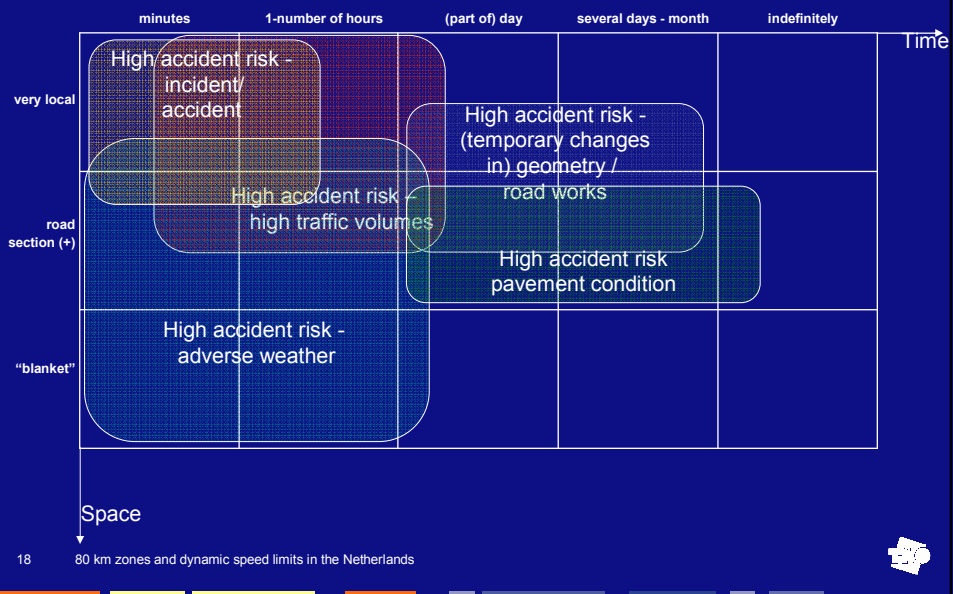 minutes
1-number of hours
(part of) day
several days - month
indefinitely
Time
very local
High accident risk -
incident/
accident
High accident risk -
(temporary changes
in) geometry /
road works
road
section (+)
High accident risk –
high traffic volumes
High accident risk
pavement condition
“blanket”
High accident risk -
adverse weather
Space
18
80 km zones and dynamic speed limits in the Netherlands